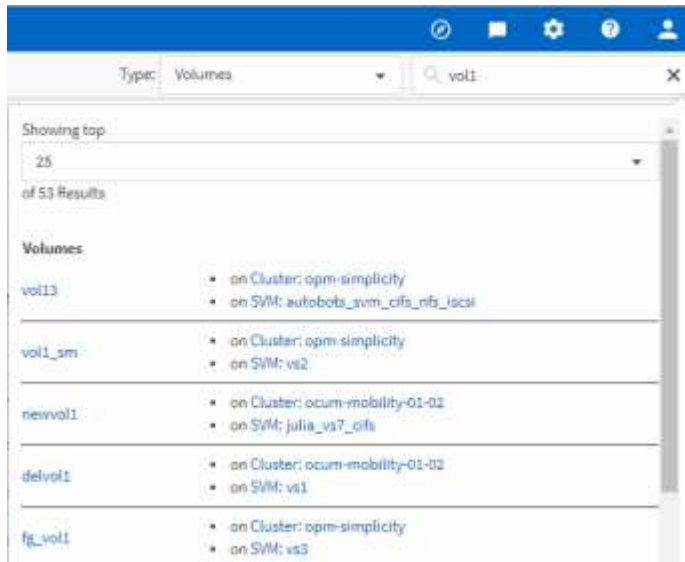 Type: Volumes vol1
Showing top
25
of 53 Results
Volumes
vol13
on Cluster: opm-simplicity
on SVM: autobots_svm_cifs_nfs_iscsi
vol1_sm
on Cluster: opm-simplicity
on SVM: vs2
newvol1
on Cluster: ocum-mobility-01-02
on SVM: julia_vs7_cifs
delvol1
on Cluster: ocum-mobility-01-02
on SVM: vs1
fg_vol1
on Cluster: opm-simplicity
on SVM: vs3